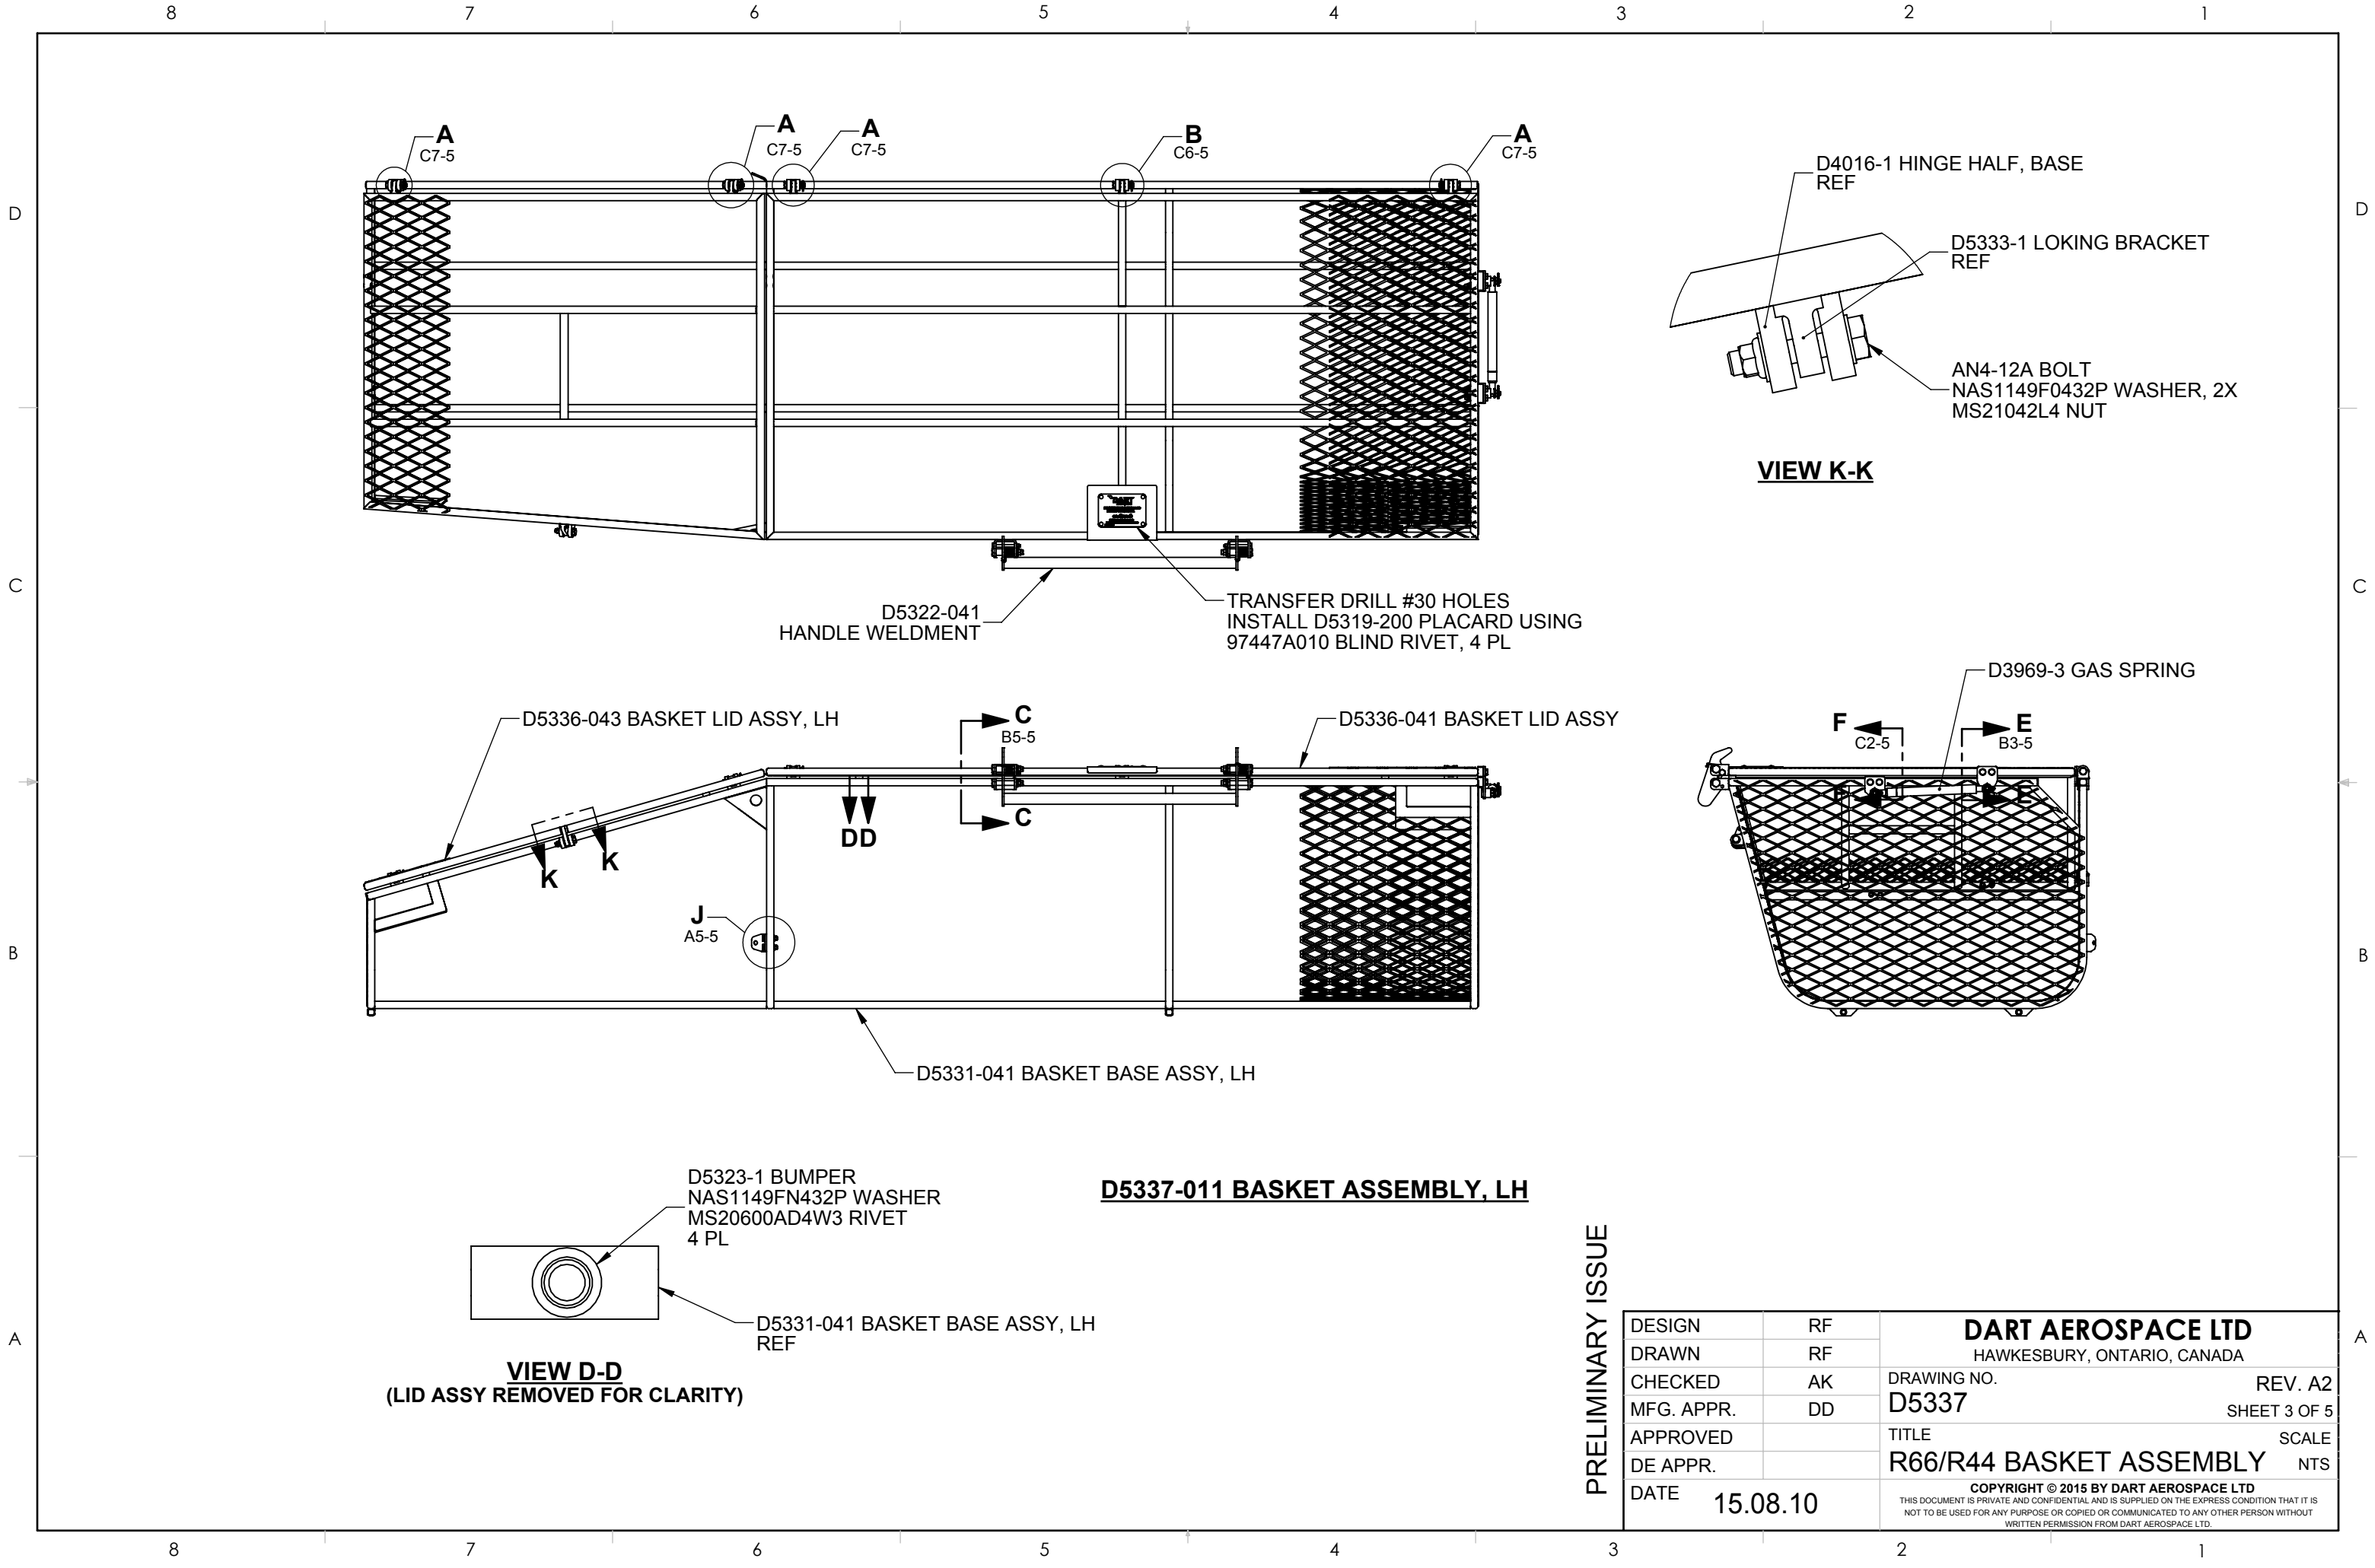 8 7 6 5 4 3 2 1
D
D
C
C
B
B
A
A
A
C7-5
A
C7-5
A
C7-5
B
C6-5
A
C7-5
D4016-1 HINGE HALF, BASE
REF
D5333-1 LOKING BRACKET
REF
AN4-12A BOLT
NAS1149F0432P WASHER, 2X
MS21042L4 NUT
VIEW K-K
DART
D5322-041
HANDLE WELDMENT
TRANSFER DRILL #30 HOLES
INSTALL D5319-200 PLACARD USING
97447A010 BLIND RIVET, 4 PL
D3969-3 GAS SPRING
D5336-043 BASKET LID ASSY, LH
C
B5-5
D5336-041 BASKET LID ASSY
F
C2-5
E
B3-5
F
E
C
D D
K
K
J
A5-5
D5331-041 BASKET BASE ASSY, LH
D5323-1 BUMPER
NAS1149FN432P WASHER
MS20600AD4W3 RIVET
4 PL
D5337-011 BASKET ASSEMBLY, LH
D5331-041 BASKET BASE ASSY, LH
REF
VIEW D-D
(LID ASSY REMOVED FOR CLARITY)
PRELIMINARY ISSUE
DESIGN RF
DRAWN RF
CHECKED AK
MFG. APPR. DD
APPROVED
DE APPR.
DATE 15.08.10
DART AEROSPACE LTD
HAWKESBURY, ONTARIO, CANADA
DRAWING NO.
D5337
REV. A2
SHEET 3 OF 5
TITLE
R66/R44 BASKET ASSEMBLY
SCALE
NTS
COPYRIGHT © 2015 BY DART AEROSPACE LTD
THIS DOCUMENT IS PRIVATE AND CONFIDENTIAL AND IS SUPPLIED ON THE EXPRESS CONDITION THAT IT IS
NOT TO BE USED FOR ANY PURPOSE OR COPIED OR COMMUNICATED TO ANY OTHER PERSON WITHOUT
WRITTEN PERMISSION FROM DART AEROSPACE LTD.
8 7 6 5 4 3 2 1